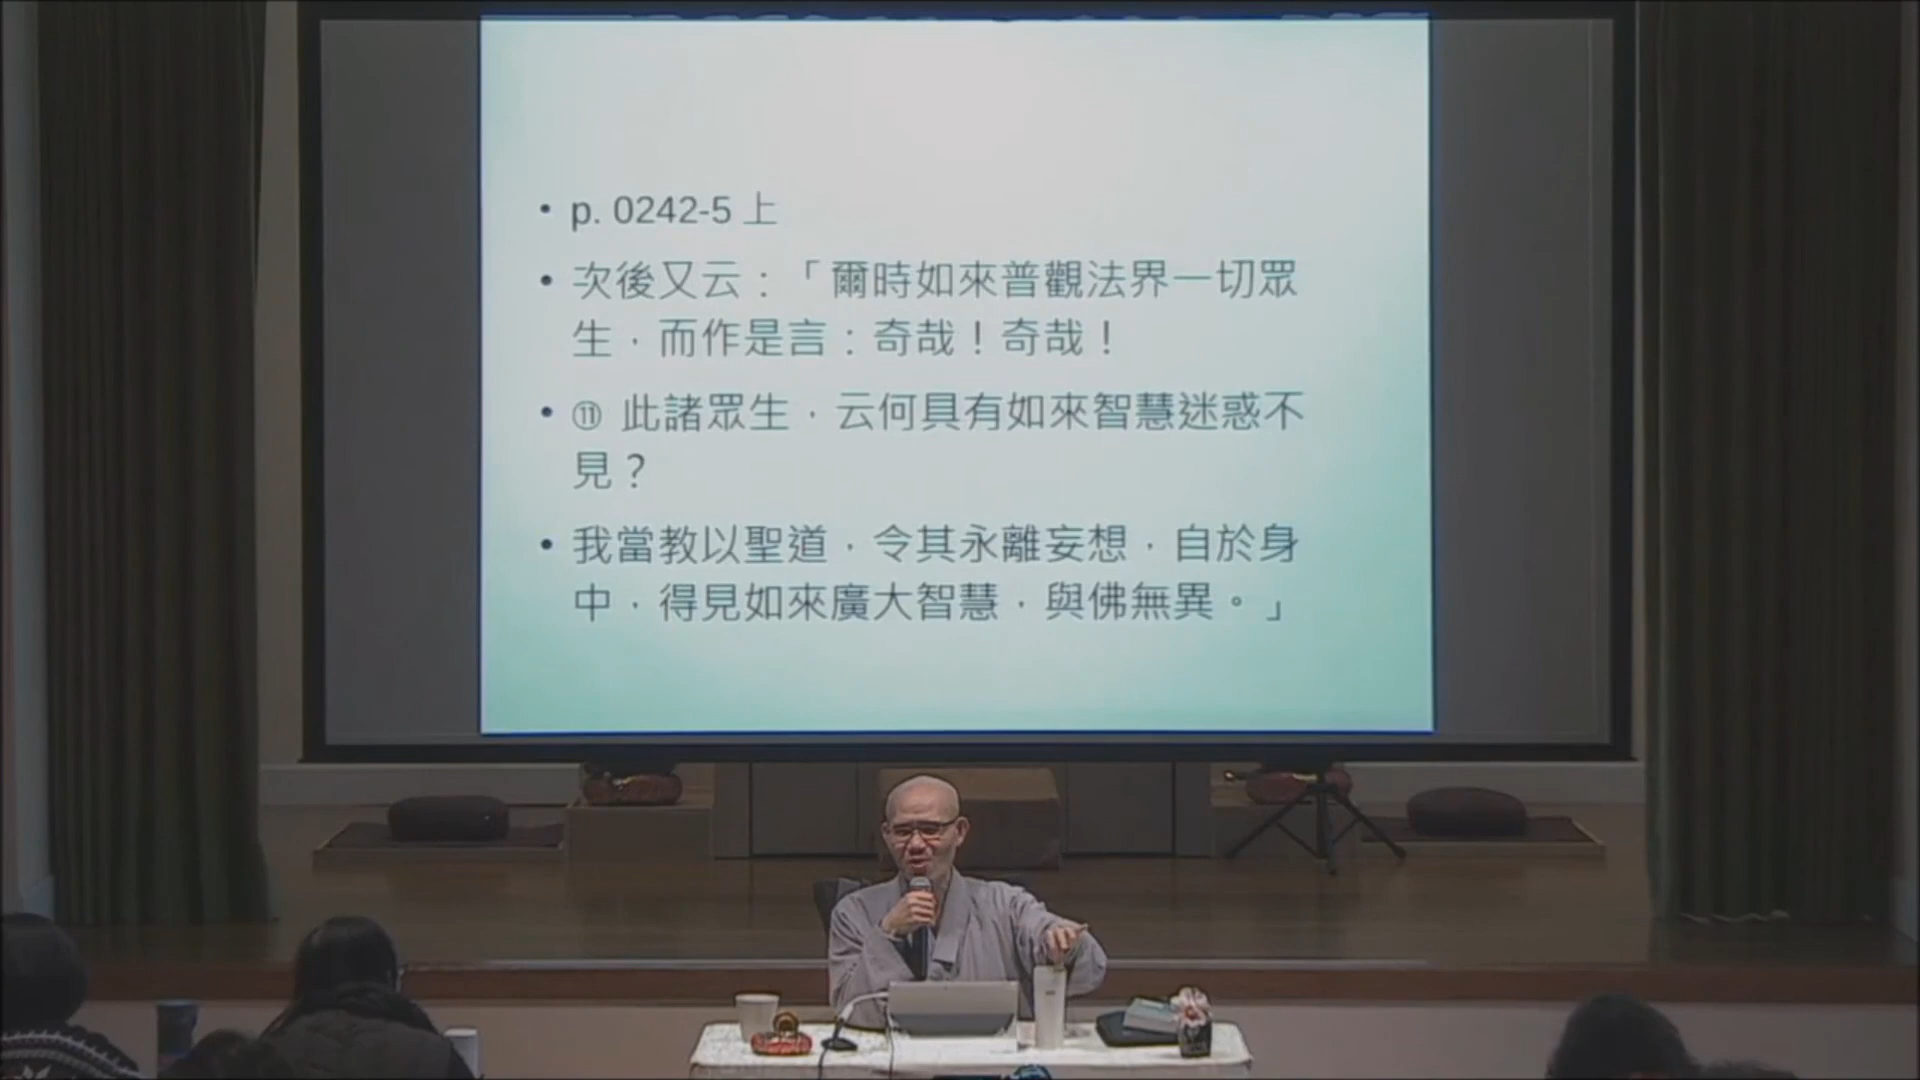 • p. 0242-5 上
• 次後又云：「爾時如來普觀法界一切眾
生，而作是言：奇哉！奇哉！
• ⑪ 此諸眾生，云何具有如來智慧迷惑不
見？
• 我當教以聖道，令其永離妄想，自於身
中，得見如來廣大智慧，與佛無異。」